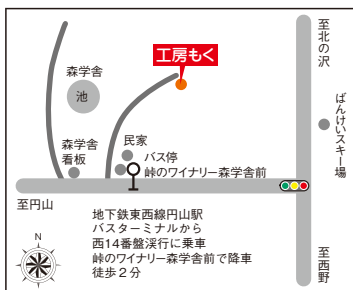 工房もく
至北の沢
森学舎
池
ばんけいスキー場
民家
森学舎
看板
バス停
峠のワイナリー森学舎前
至円山
地下鉄東西線円山駅
バスターミナルから
西14番盤渓行に乗車
峠のワイナリー森学舎前で降車
徒歩2分
至西野
N